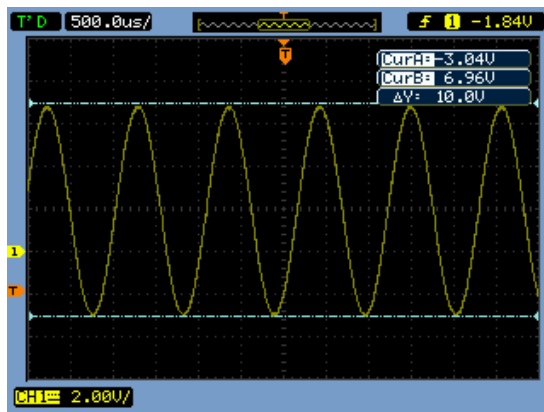 T'D 500.0us/ T ƒ 1 -1.84V
T
CurA: -3.04V
CurB: 6.96V
ΔY: 10.0V
1
T
CH1 2.00V/